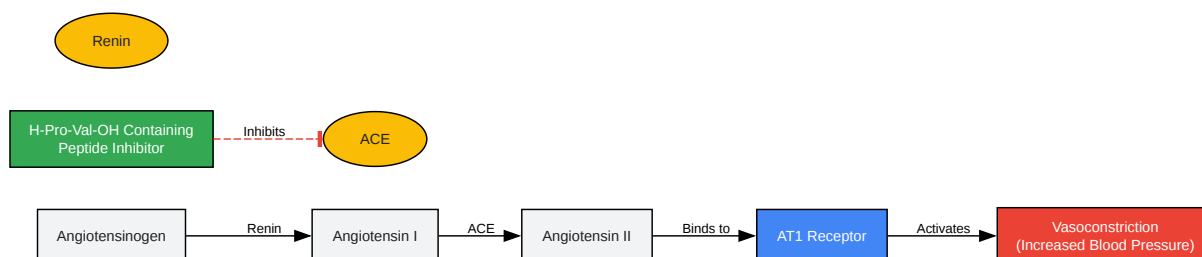 Renin
H-Pro-Val-OH Containing
Peptide Inhibitor
Inhibits
ACE
Angiotensinogen
Renin
Angiotensin I
ACE
Angiotensin II
Binds to
AT1 Receptor
Activates
Vasoconstriction
(Increased Blood Pressure)